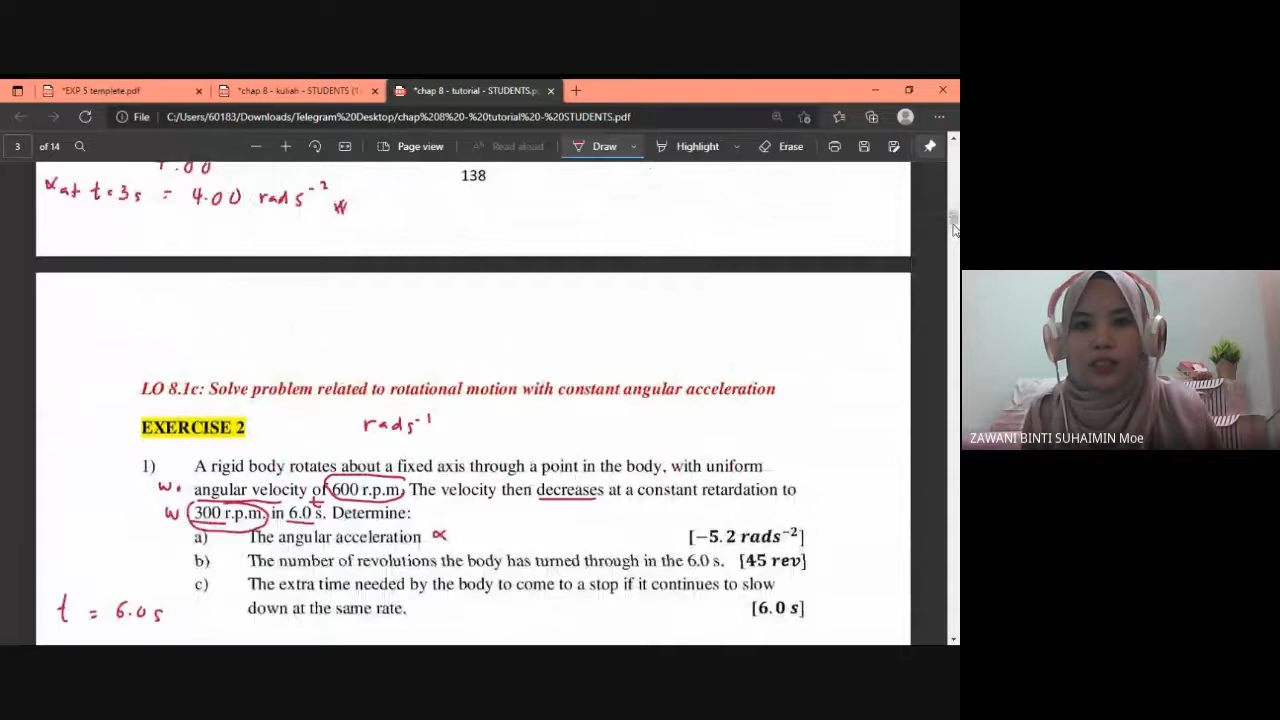 *EXP 5 templete.pdf
*chap 8 - kuliah - STUDENTS (1
*chap 8 - tutorial - STUDENTS.p
File
C:/Users/60183/Downloads/Telegram%20Desktop/chap%208%20-%20tutorial%20-%20STUDENTS.pdf
3 of 14
Page view
Read aloud
Draw
Highlight
Erase
1.00
α at t=3s = 4.00 rad s⁻²
138
LO 8.1c: Solve problem related to rotational motion with constant angular acceleration
EXERCISE 2
rad s⁻¹
1) A rigid body rotates about a fixed axis through a point in the body, with uniform
ω₀ angular velocity of 600 r.p.m. The velocity then decreases at a constant retardation to
t
ω 300 r.p.m. in 6.0 s. Determine:
a) The angular acceleration α [−5.2 rads⁻²]
b) The number of revolutions the body has turned through in the 6.0 s. [45 rev]
c) The extra time needed by the body to come to a stop if it continues to slow
down at the same rate. [6.0 s]
t = 6.0 s
ZAWANI BINTI SUHAIMIN Moe